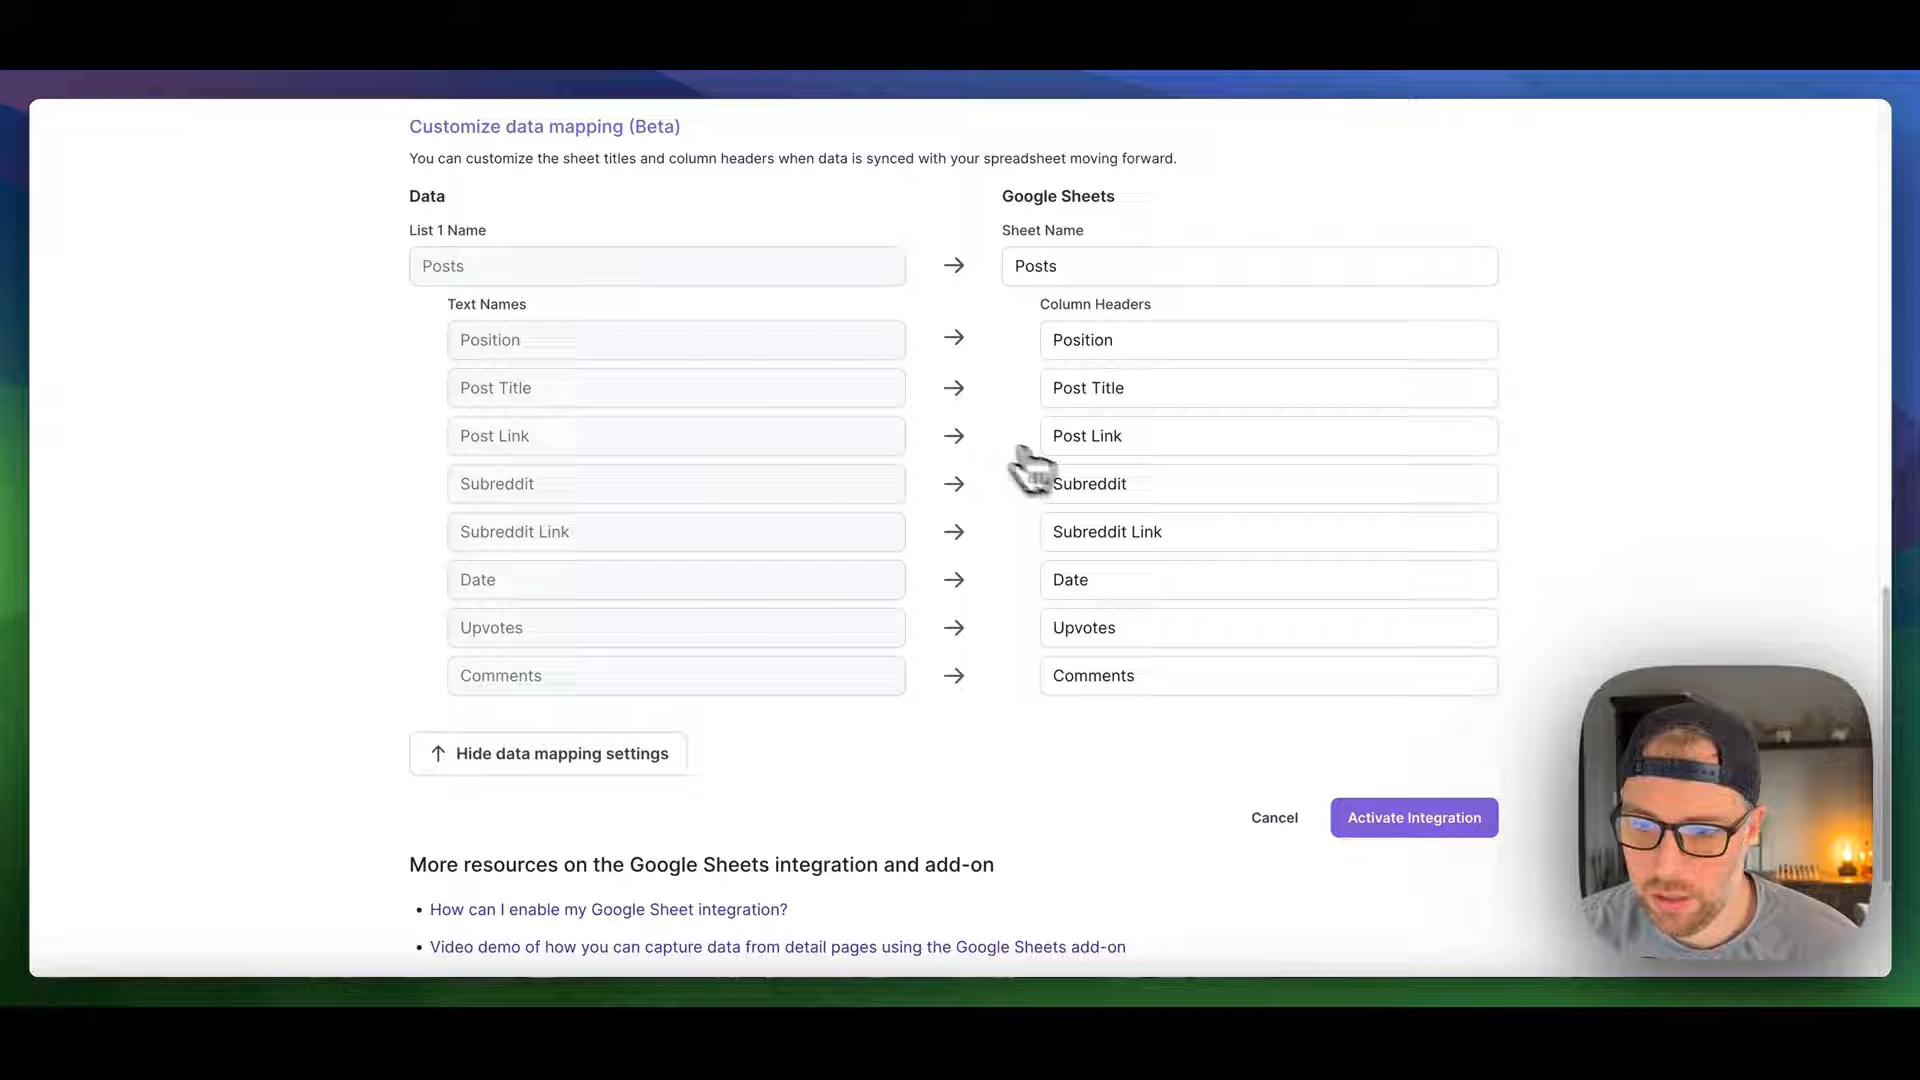 Customize data mapping (Beta)
You can customize the sheet titles and column headers when data is synced with your spreadsheet moving forward.
Data
Google Sheets
List 1 Name
Sheet Name
Posts
Posts
Text Names
Column Headers
Position
Position
Post Title
Post Title
Post Link
Post Link
Subreddit
Subreddit
Subreddit Link
Subreddit Link
Date
Date
Upvotes
Upvotes
Comments
Comments
Hide data mapping settings
Cancel
Activate Integration
More resources on the Google Sheets integration and add-on
• How can I enable my Google Sheet integration?
• Video demo of how you can capture data from detail pages using the Google Sheets add-on